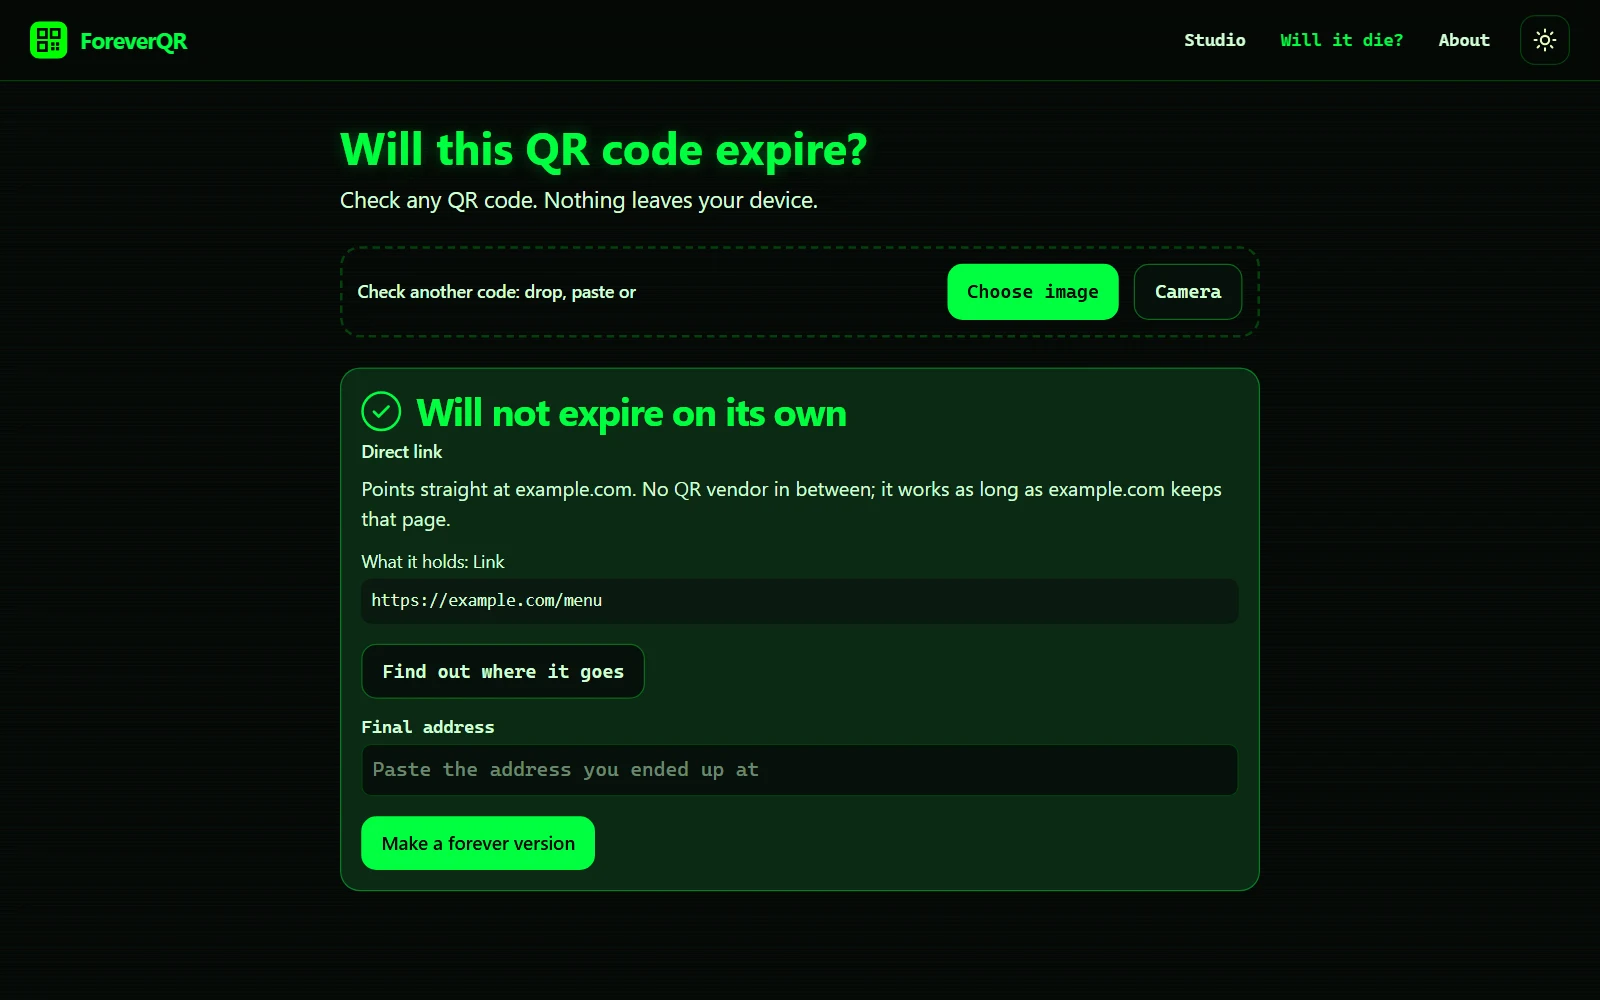 ForeverQR
Studio
Will it die?
About
Will this QR code expire?
Check any QR code. Nothing leaves your device.
Check another code: drop, paste or
Choose image
Camera
Will not expire on its own
Direct link
Points straight at example.com. No QR vendor in between; it works as long as example.com keeps
that page.
What it holds: Link
https://example.com/menu
Find out where it goes
Final address
Paste the address you ended up at
Make a forever version